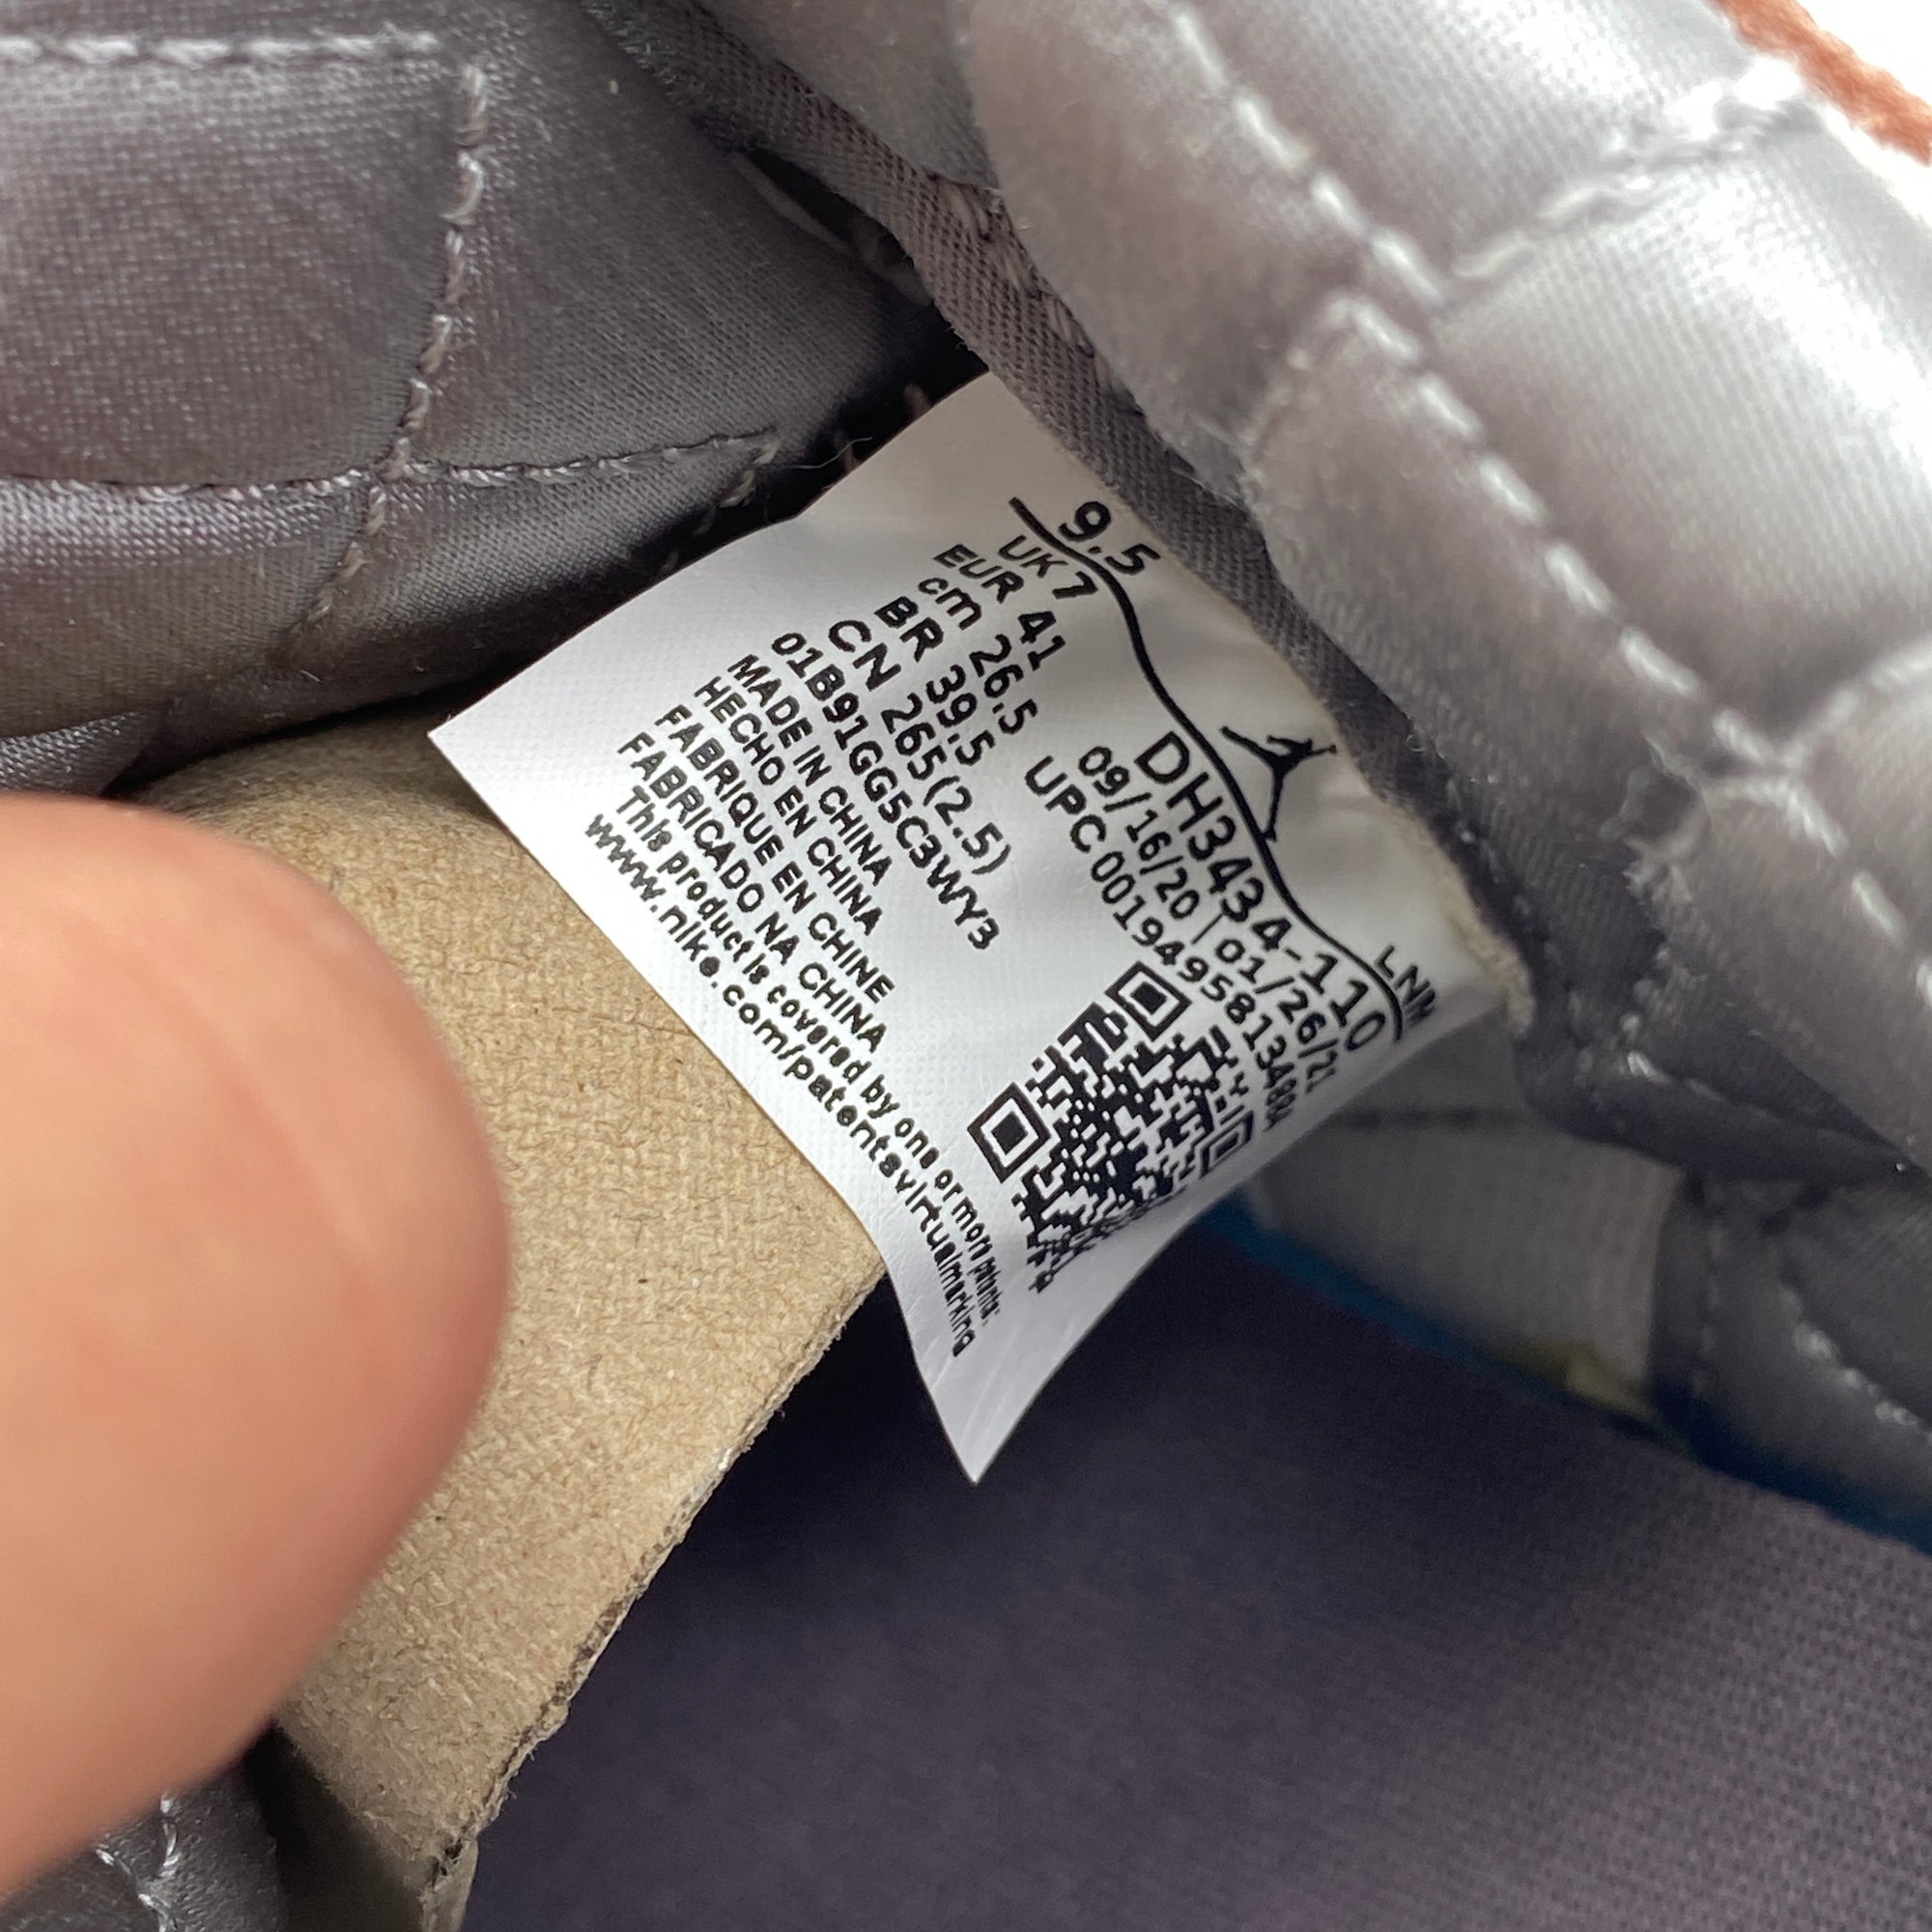 9.5
UK 7
EUR 41
cm 26.5
BR 39.5
CN 265(2.5)
01B91GG5C3WY3
MADE IN CHINA
HECHO EN CHINA
FABRIQUE EN CHINE
FABRICADO NA CHINA
This product is covered by one or more patents:
www.nike.com/patentsvirtualmarking
LNM
DH3434-110
09/16/20 | 01/26/21
UPC 00194958134884